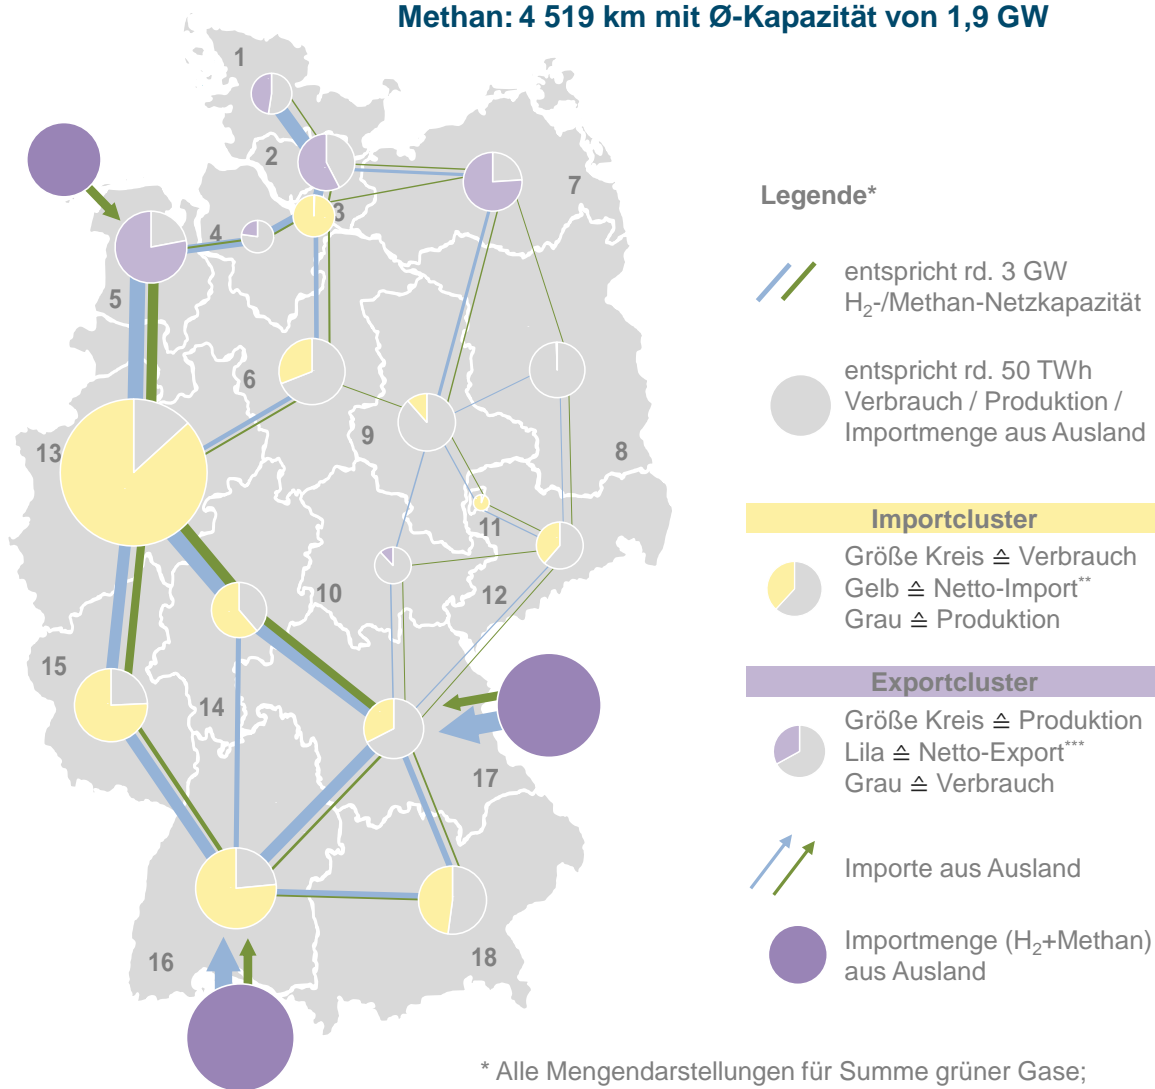 Methan: 4 519 km mit Ø-Kapazität von 1,9 GW
1
2
3
4
5
6
7
8
9
10
11
12
13
14
15
16
17
18
Legende*
entspricht rd. 3 GW
H₂-/Methan-Netzkapazität
entspricht rd. 50 TWh
Verbrauch / Produktion /
Importmenge aus Ausland
Importcluster
Größe Kreis ≙ Verbrauch
Gelb ≙ Netto-Import**
Grau ≙ Produktion
Exportcluster
Größe Kreis ≙ Produktion
Lila ≙ Netto-Export***
Grau ≙ Verbrauch
Importe aus Ausland
Importmenge (H₂+Methan)
aus Ausland
* Alle Mengendarstellungen für Summe grüner Gase;